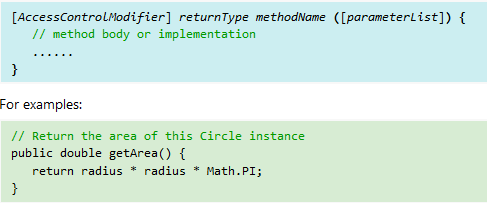 [AccessControlModifier] returnType methodName ([parameterList]) {
   // method body or implementation
   ......
}
For examples:
// Return the area of this Circle instance
public double getArea() {
   return radius * radius * Math.PI;
}